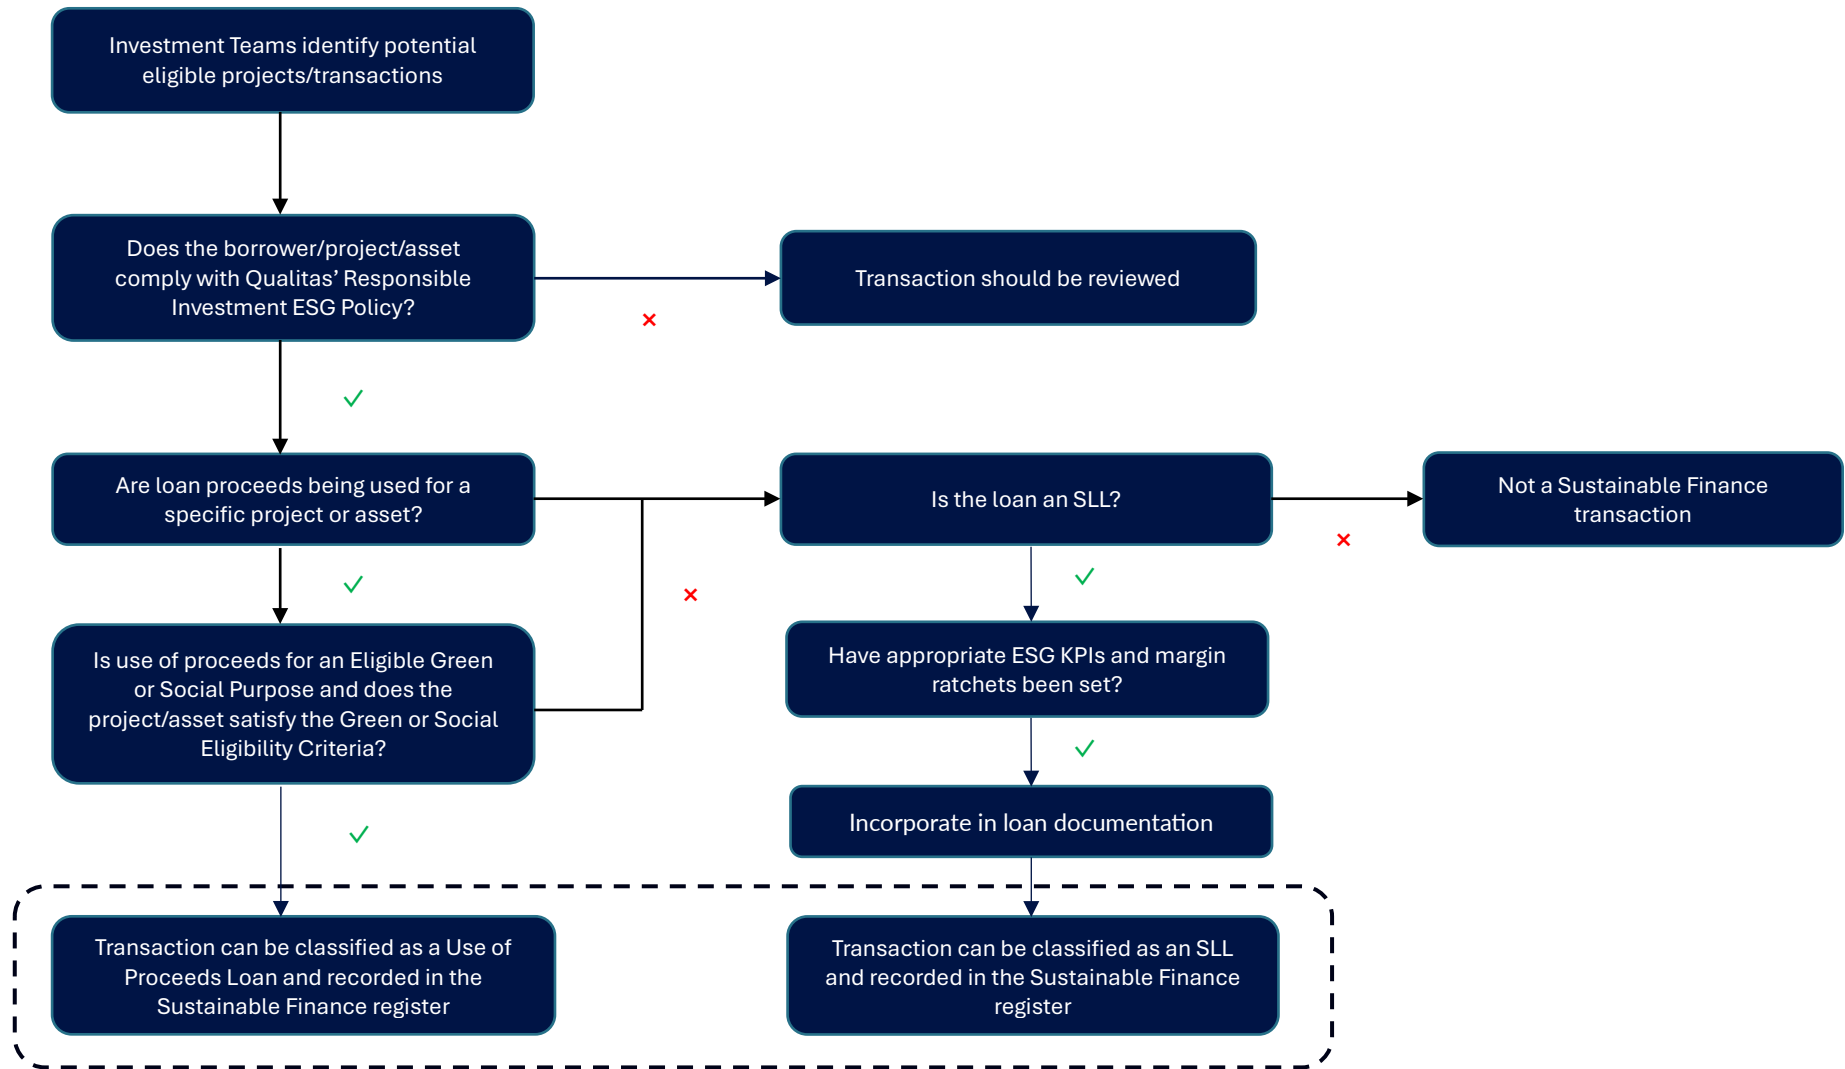 Investment Teams identify potential
eligible projects/transactions
Does the borrower/project/asset
comply with Qualitas’ Responsible
Investment ESG Policy?
Transaction should be reviewed
Are loan proceeds being used for a
specific project or asset?
Is the loan an SLL?
Not a Sustainable Finance
transaction
Is use of proceeds for an Eligible Green
or Social Purpose and does the
project/asset satisfy the Green or Social
Eligibility Criteria?
Have appropriate ESG KPIs and margin
ratchets been set?
Incorporate in loan documentation
Transaction can be classified as a Use of
Proceeds Loan and recorded in the
Sustainable Finance register
Transaction can be classified as an SLL
and recorded in the Sustainable Finance
register